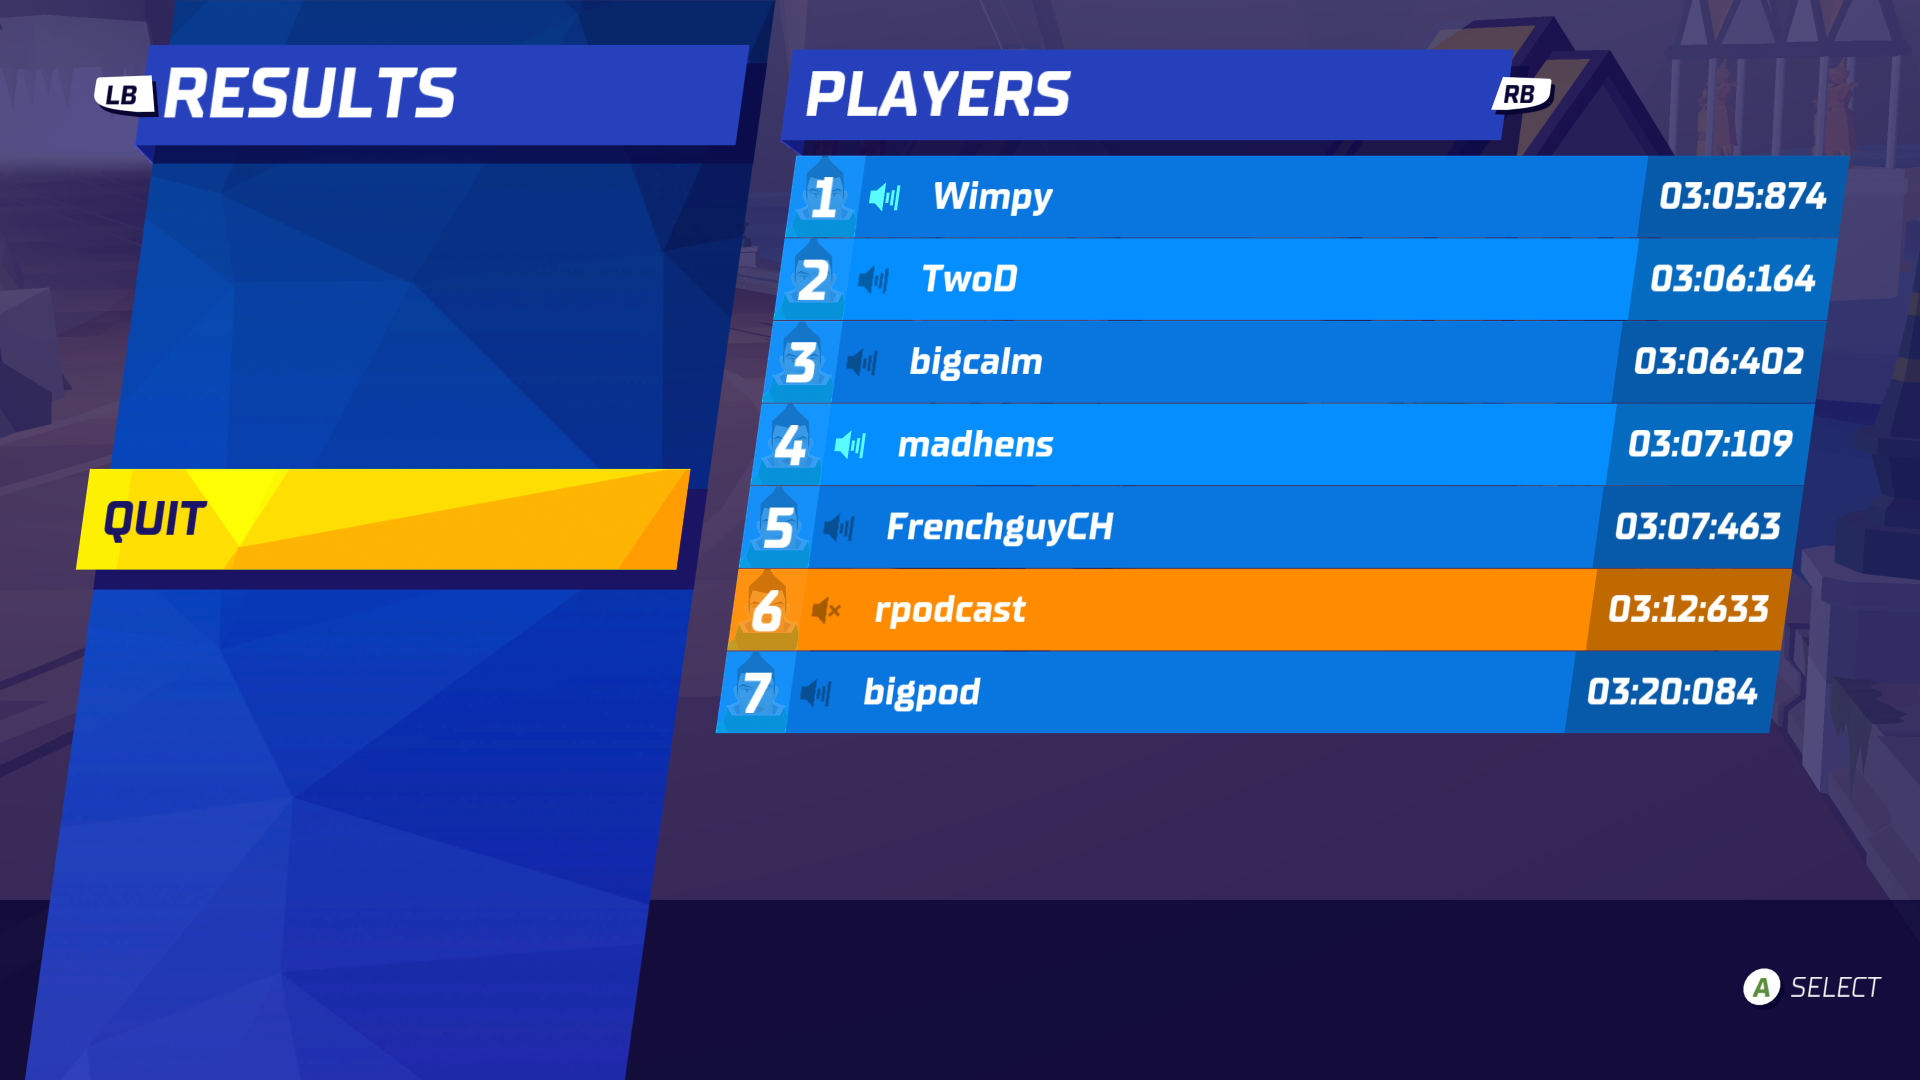 LB RESULTS
PLAYERS RB
1 Wimpy 03:05:874
2 TwoD 03:06:164
3 bigcalm 03:06:402
4 madhens 03:07:109
5 FrenchguyCH 03:07:463
6 rpodcast 03:12:633
7 bigpod 03:20:084
QUIT
A SELECT